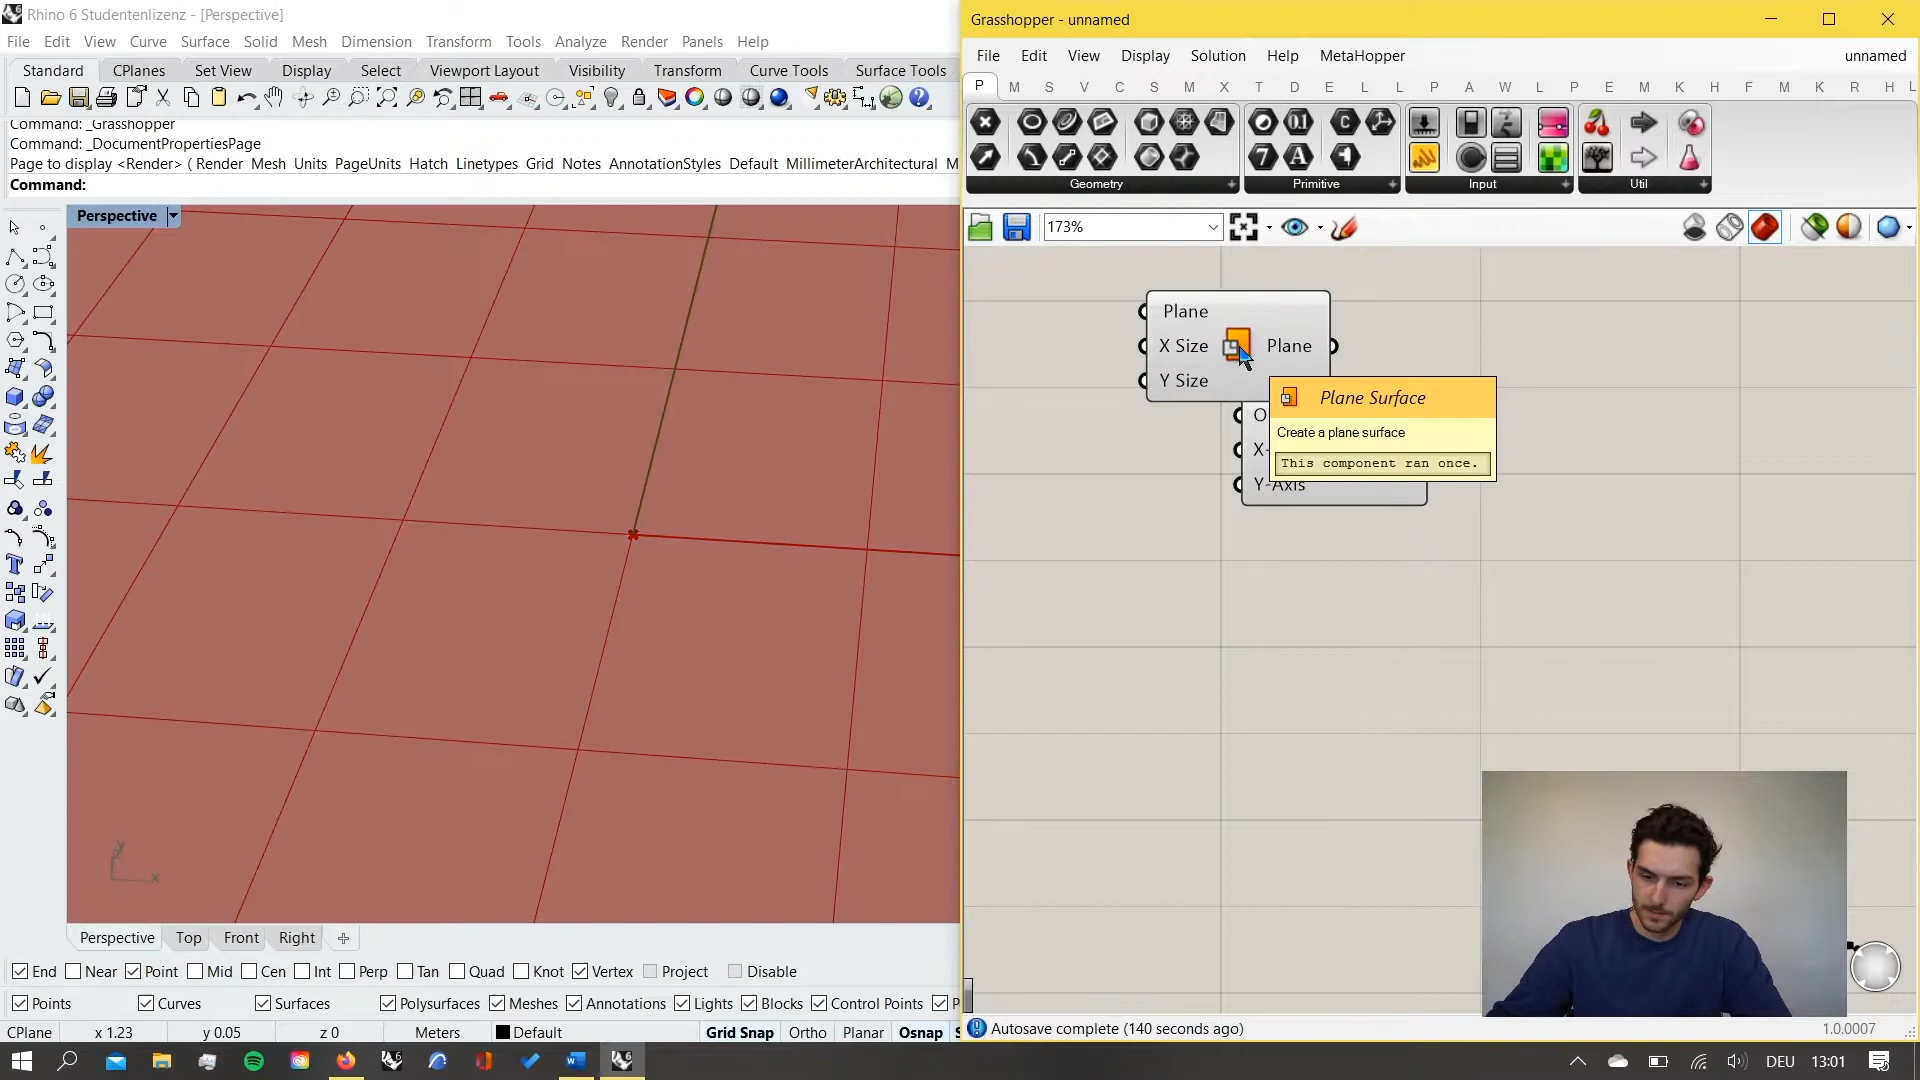 Rhino 6 Studentenlizenz - [Perspective]
File Edit View Curve Surface Solid Mesh Dimension Transform Tools Analyze Render Panels Help
Standard CPlanes Set View Display Select Viewport Layout Visibility Transform Curve Tools Surface Tools
Command: _Grasshopper
Command: _DocumentPropertiesPage
Page to display <Render> ( Render Mesh Units PageUnits Hatch Linetypes Grid Notes AnnotationStyles Default MillimeterArchitectural M
Command:
Perspective
y
x
Perspective Top Front Right
End Near Point Mid Cen Int Perp Tan Quad Knot Vertex Project Disable
Points Curves Surfaces Polysurfaces Meshes Annotations Lights Blocks Control Points P
CPlane x 1.23 y 0.05 z 0 Meters Default Grid Snap Ortho Planar Osnap S
Grasshopper - unnamed
File Edit View Display Solution Help MetaHopper unnamed
P M S V C S M X T D E L L P A W L P E M K H F M K R H L
Geometry Primitive Input Util
173%
Plane
X Size Plane
Y Size
O
X-
Y-Axis
Plane Surface
Create a plane surface
This component ran once.
Autosave complete (140 seconds ago) 1.0.0007
DEU 13:01